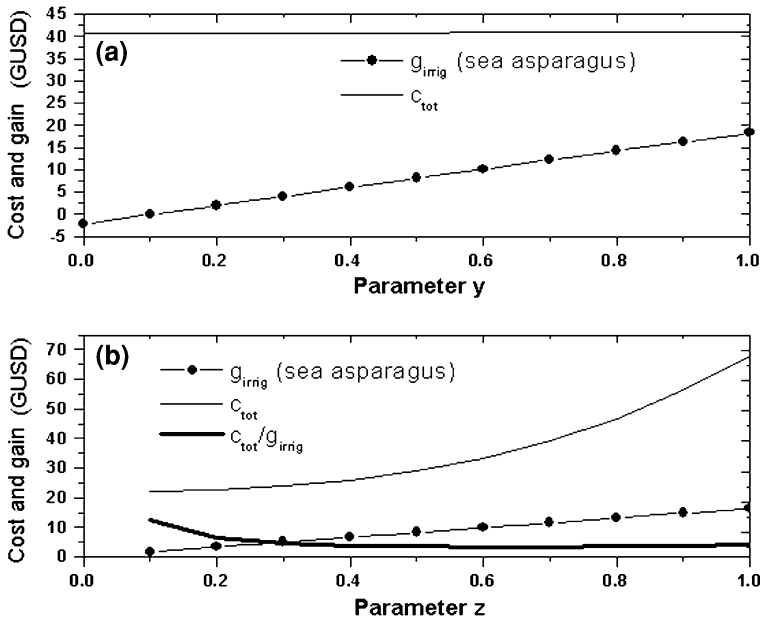 Cost and gain (GUSD)
45
40
35
30
25
20
15
10
5
0
-5
(a)
g_irrig (sea asparagus)
c_tot
0.0 0.2 0.4 0.6 0.8 1.0
Parameter y
Cost and gain (GUSD)
70
60
50
40
30
20
10
0
(b)
g_irrig (sea asparagus)
c_tot
c_tot/g_irrig
0.0 0.2 0.4 0.6 0.8 1.0
Parameter z